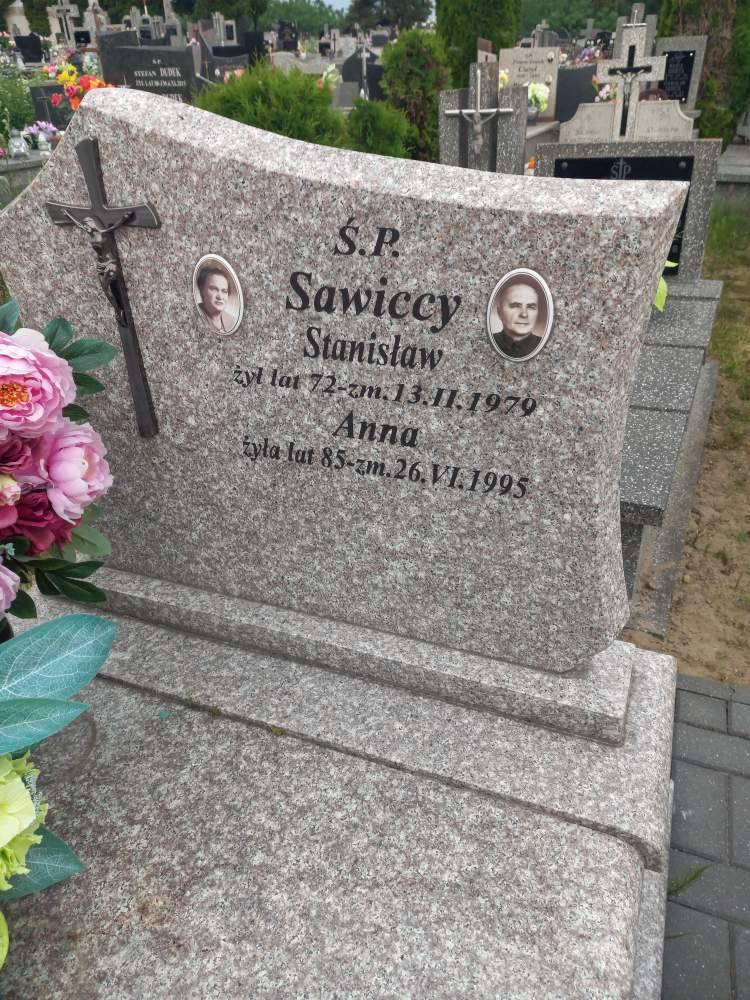 Ś.P.
Sawiccy
Stanisław
żył lat 72-zm.13.II.1979
Anna
żyła lat 85-zm.26.VI.1995
Ś.P.
STEFAN DUDEK